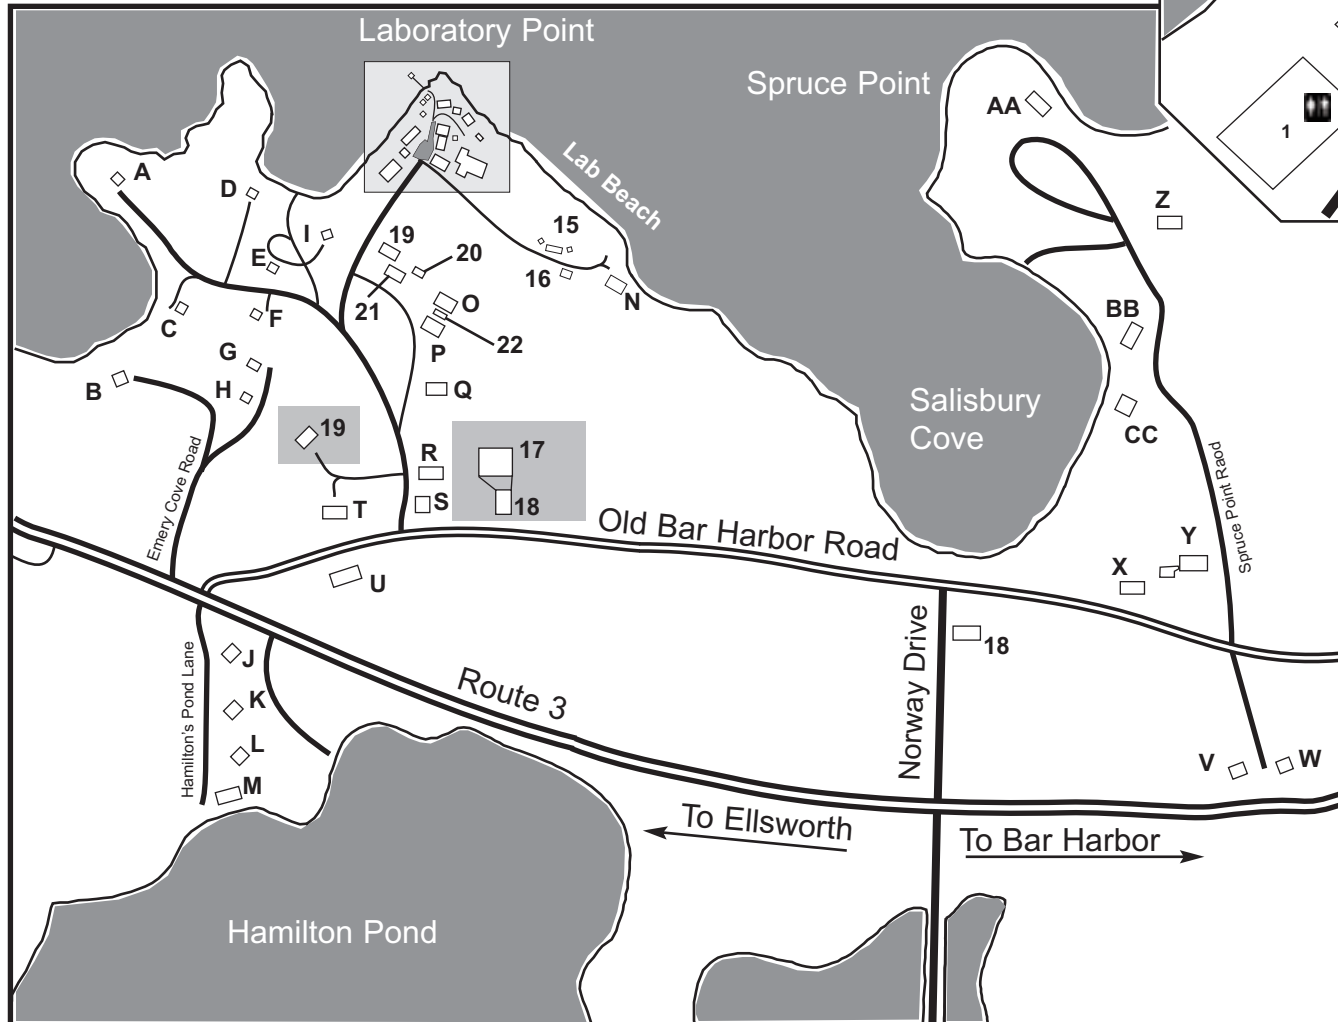 Laboratory Point
Spruce Point
AA
1
Lab Beach
A
D
Z
I
15
19
20
E
16
N
21
O
C
F
22
P
BB
G
B
H
Q
Salisbury
Cove
CC
19
R
17
Emery Cove Road
T
S
18
Spruce Point Raod
Old Bar Harbor Road
Y
X
U
Norway Drive
18
Hamilton's Pond Lane
J
K
Route 3
L
M
V
W
To Ellsworth
To Bar Harbor
Hamilton Pond